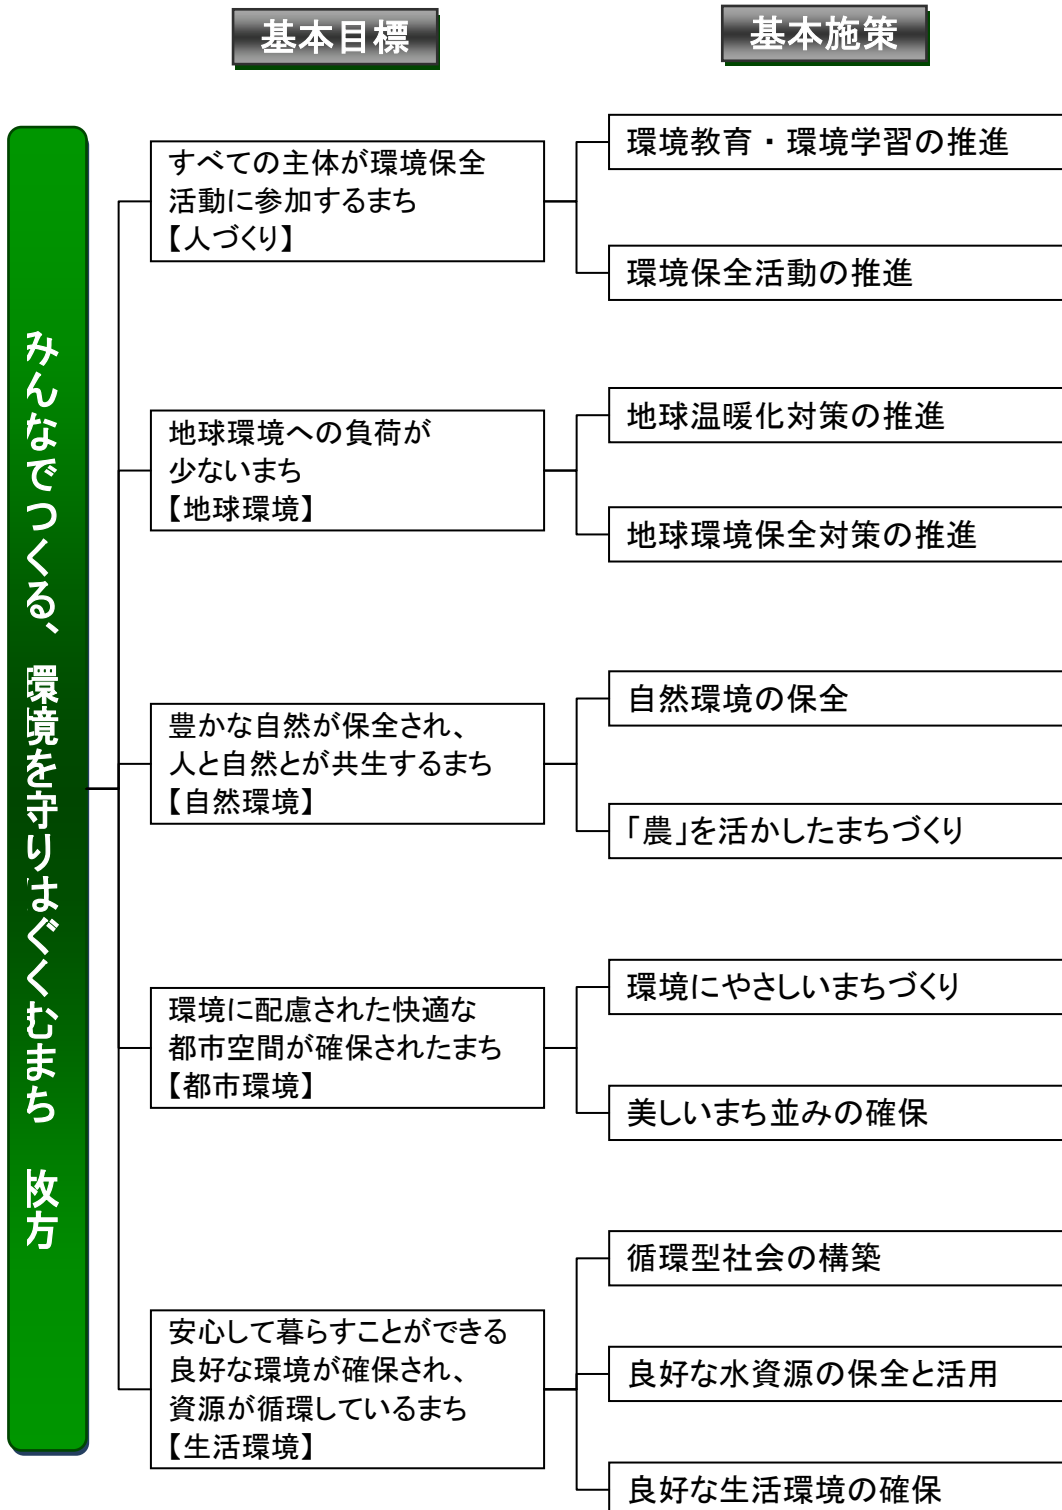 基本目標
基本施策
みんなでつくる、環境を守りはぐくむまち　枚方
すべての主体が環境保全
活動に参加するまち
【人づくり】
環境教育・環境学習の推進
環境保全活動の推進
地球環境への負荷が
少ないまち
【地球環境】
地球温暖化対策の推進
地球環境保全対策の推進
豊かな自然が保全され、
人と自然とが共生するまち
【自然環境】
自然環境の保全
「農」を活かしたまちづくり
環境に配慮された快適な
都市空間が確保されたまち
【都市環境】
環境にやさしいまちづくり
美しいまち並みの確保
安心して暮らすことができる
良好な環境が確保され、
資源が循環しているまち
【生活環境】
循環型社会の構築
良好な水資源の保全と活用
良好な生活環境の確保